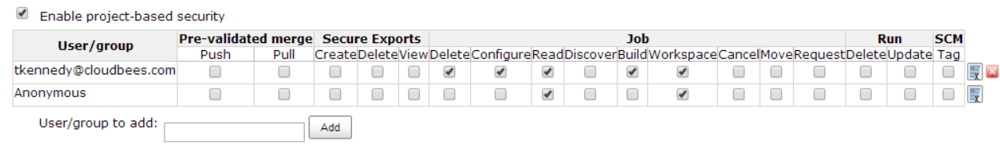 Enable project-based security
User/group Pre-validated merge Secure Exports Job Run SCM
Push Pull Create Delete View Delete Configure Read Discover Build Workspace Cancel Move Request Delete Update Tag
tkennedy@cloudbees.com
Anonymous
User/group to add: Add